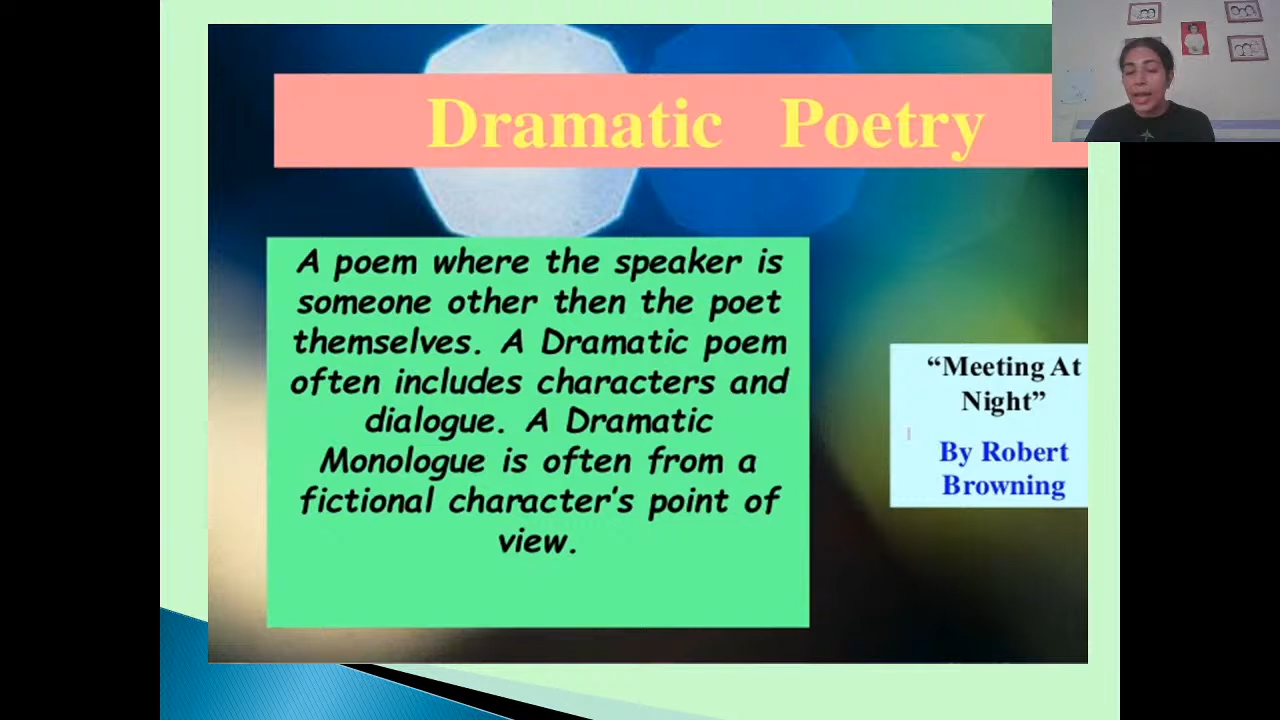 Dramatic Poetry
A poem where the speaker is
someone other then the poet
themselves. A Dramatic poem
often includes characters and
dialogue. A Dramatic
Monologue is often from a
fictional character's point of
view.
“Meeting At
Night”
By Robert
Browning